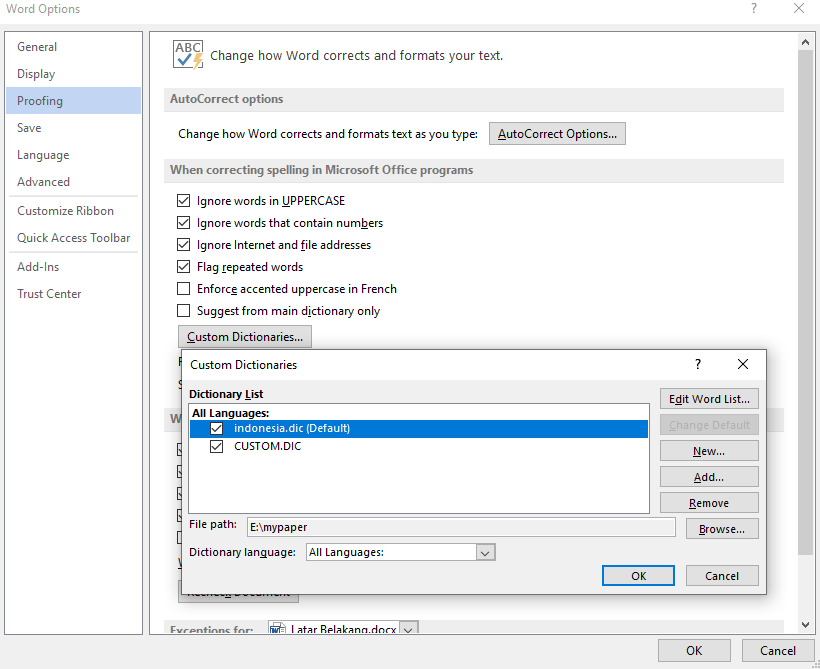 Word Options
?
General
Display
Proofing
Save
Language
Advanced
Customize Ribbon
Quick Access Toolbar
Add-Ins
Trust Center
ABC
Change how Word corrects and formats your text.
AutoCorrect options
Change how Word corrects and formats text as you type:
AutoCorrect Options...
When correcting spelling in Microsoft Office programs
Ignore words in UPPERCASE
Ignore words that contain numbers
Ignore Internet and file addresses
Flag repeated words
Enforce accented uppercase in French
Suggest from main dictionary only
Custom Dictionaries...
Custom Dictionaries
?
Dictionary List
All Languages:
indonesia.dic (Default)
CUSTOM.DIC
Edit Word List...
Change Default
New...
Add...
Remove
File path:
E:\mypaper
Browse...
Dictionary language:
All Languages:
OK
Cancel
Recheck Document
Exceptions for:
Latar Belakang.docx
OK
Cancel